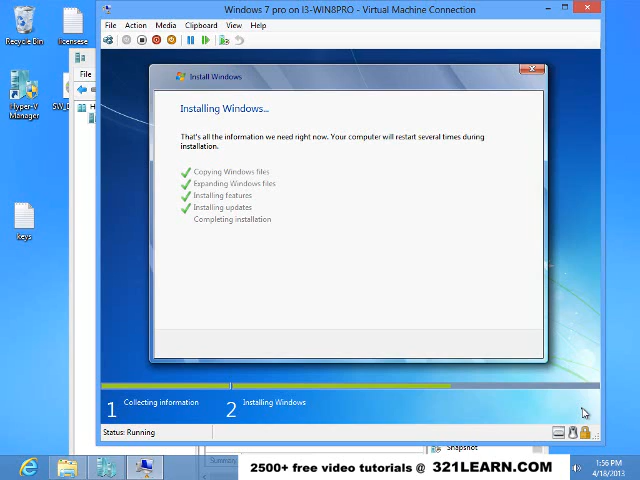 Windows 7 pro on I3-WIN8PRO - Virtual Machine Connection
File Action Media Clipboard View Help
Recycle Bin
licensese
File
Hyper-V
Manager
keys
Install Windows
Installing Windows...
That's all the information we need right now. Your computer will restart several times during
installation.
Copying Windows files
Expanding Windows files
Installing features
Installing updates
Completing installation
1 Collecting information
2 Installing Windows
Status: Running
Snapshot
Summary
2500+ free video tutorials @ 321LEARN.COM
1:56 PM
4/18/2013